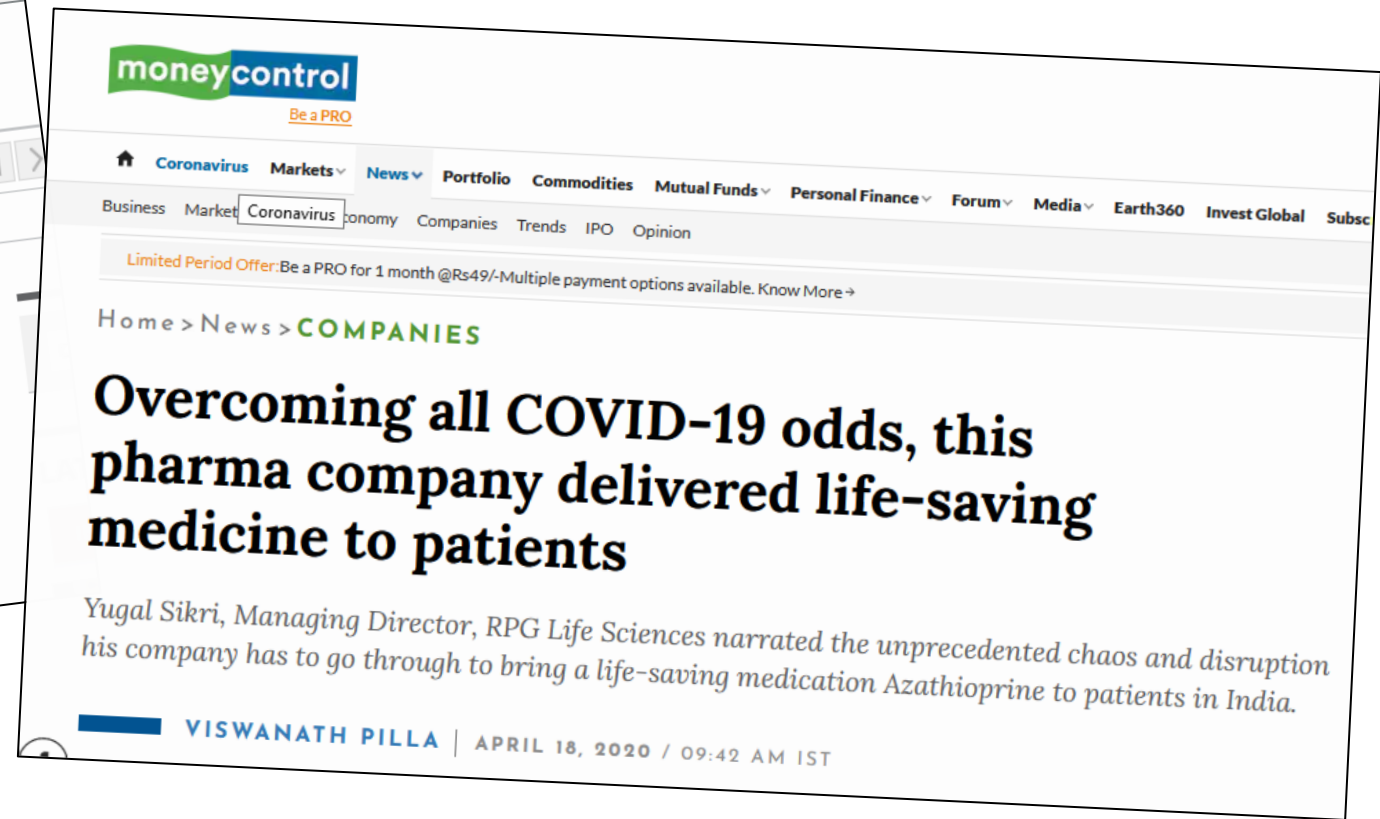 moneycontrol
Be a PRO
Coronavirus Markets News Portfolio Commodities Mutual Funds Personal Finance Forum Media Earth360 Invest Global Subsc
Business Market Coronavirus conomy Companies Trends IPO Opinion
Limited Period Offer:Be a PRO for 1 month @Rs49/-Multiple payment options available. Know More→
Home > News > COMPANIES
Overcoming all COVID-19 odds, this
pharma company delivered life-saving
medicine to patients
Yugal Sikri, Managing Director, RPG Life Sciences narrated the unprecedented chaos and disruption
his company has to go through to bring a life-saving medication Azathioprine to patients in India.
VISWANATH PILLA | APRIL 18, 2020 / 09:42 AM IST